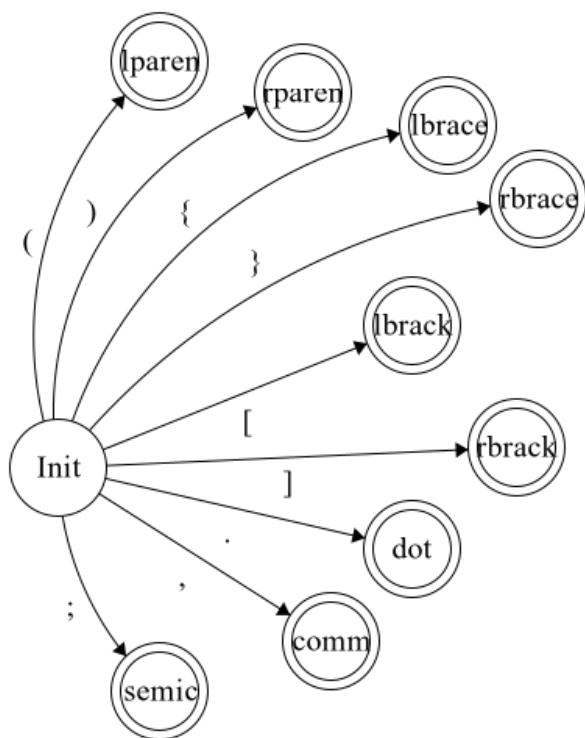 lparen
rparen
lbrace
rbrace
(
)
{
}
lbrack
[
rbrack
Init
]
.
dot
,
;
comm
semic